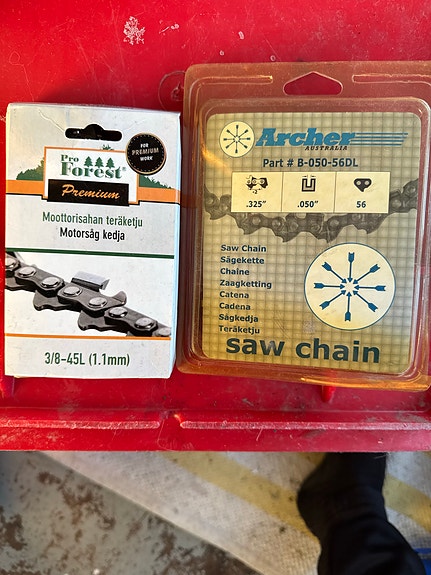 FOR
PREMIUM
WORK
Pro
Forest®
Premium
Moottorisahan teräketju
Motorsåg kedja
3/8-45L (1.1mm)
Archer
AUSTRALIA
Part # B-050-56DL
÷2
.325" .050" 56
Saw Chain
Sägekette
Chaine
Zaagketting
Catena
Cadena
Sågkedja
Teräketju
saw chain